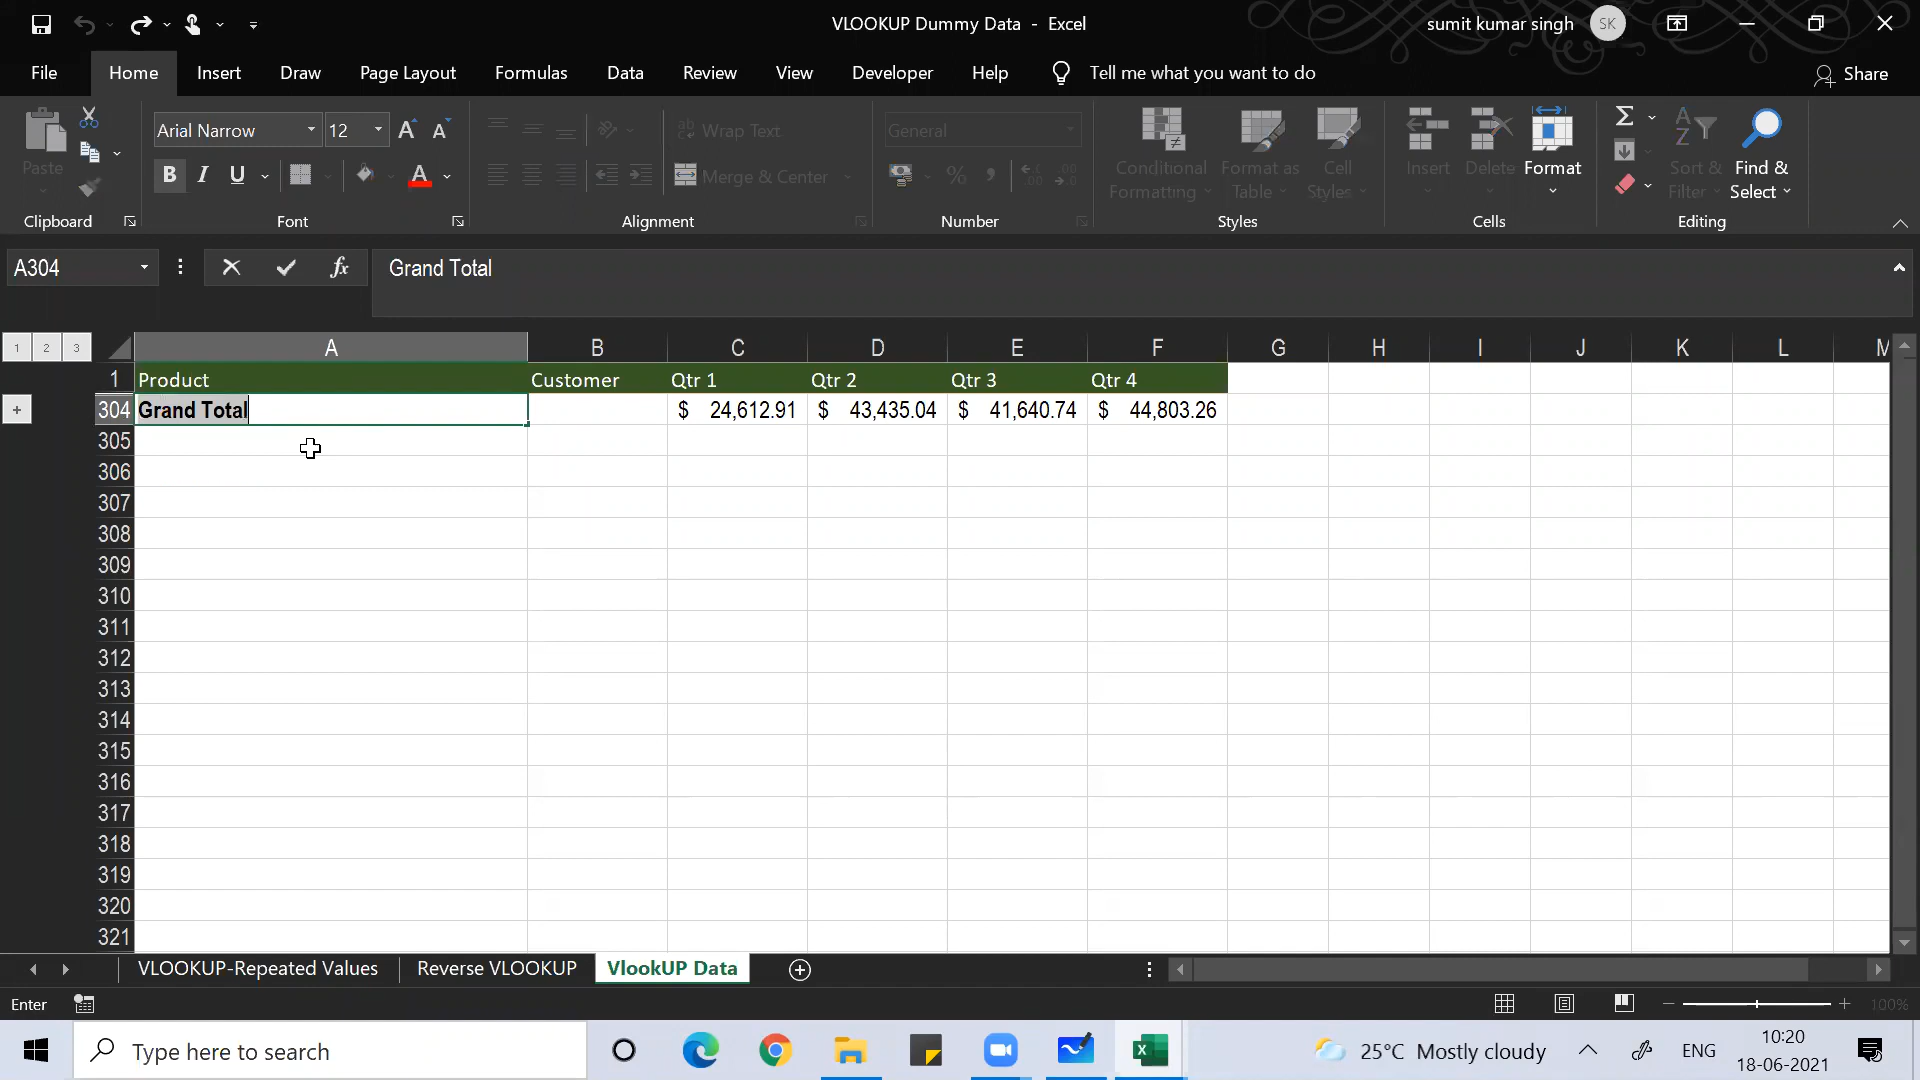 VLOOKUP Dummy Data - Excel
sumit kumar singh
SK
File Home Insert Draw Page Layout Formulas Data Review View Developer Help Tell me what you want to do Share
Arial Narrow 12 Wrap Text General
Paste Merge & Center Conditional Formatting Format as Table Cell Styles Insert Delete Format Sort & Filter Find & Select
Clipboard Font Alignment Number Styles Cells Editing
A304 fx Grand Total
1 2 3 A B C D E F G H I J K L M
1 Product Customer Qtr 1 Qtr 2 Qtr 3 Qtr 4
304 Grand Total $ 24,612.91 $ 43,435.04 $ 41,640.74 $ 44,803.26
305
306
307
308
309
310
311
312
313
314
315
316
317
318
319
320
321
VLOOKUP-Repeated Values Reverse VLOOKUP VlookUP Data
Enter 100%
Type here to search 25°C Mostly cloudy ENG 10:20
18-06-2021